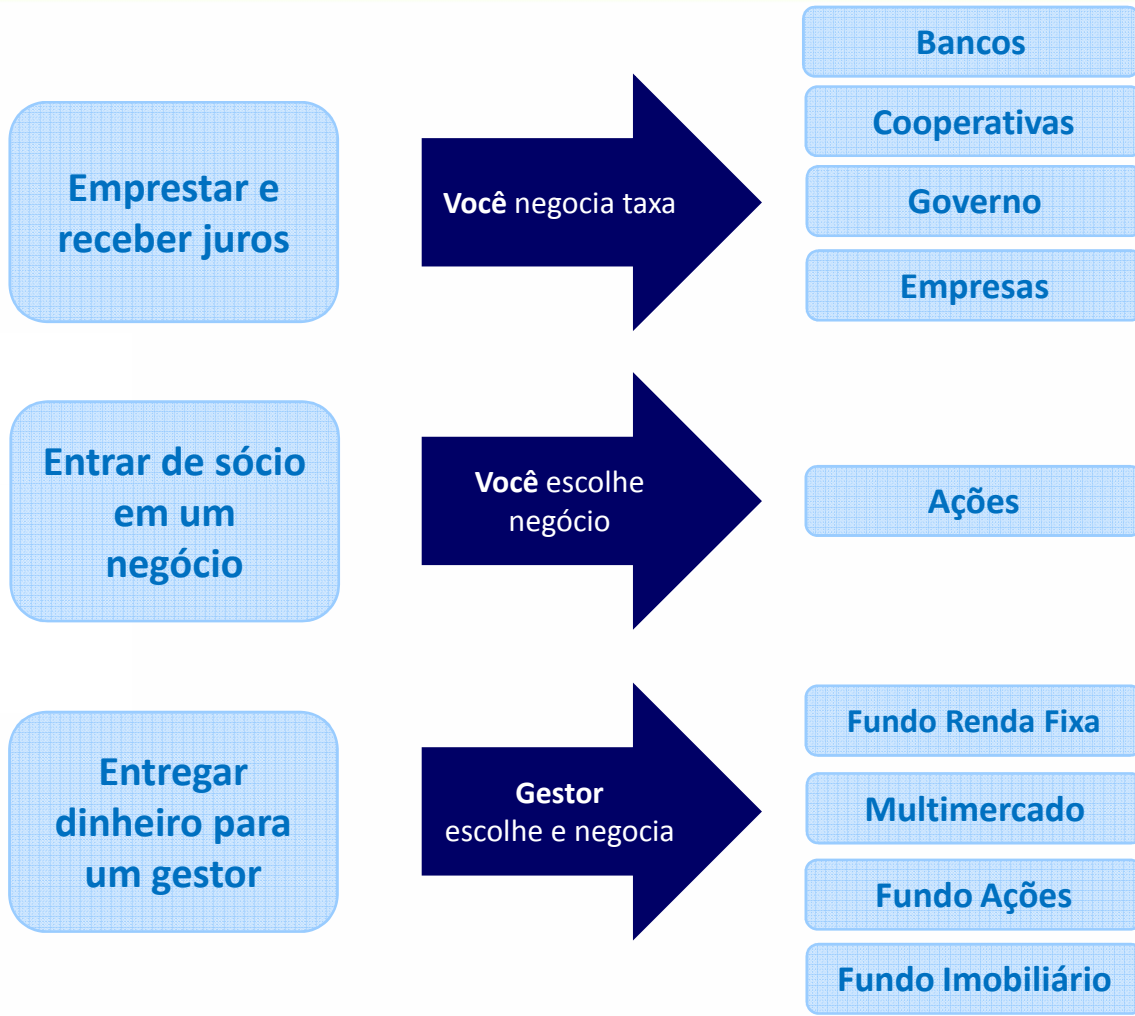 Emprestar e
receber juros
Você negocia taxa
Bancos
Cooperativas
Governo
Empresas
Entrar de sócio
em um
negócio
Você escolhe
negócio
Ações
Entregar
dinheiro para
um gestor
Gestor
escolhe e negocia
Fundo Renda Fixa
Multimercado
Fundo Ações
Fundo Imobiliário